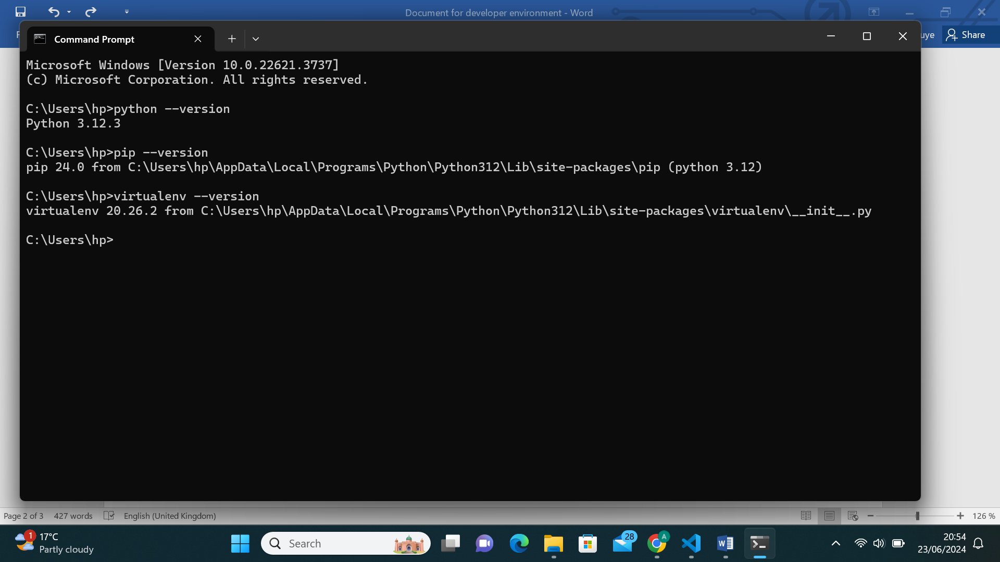 Document for developer environment - Word
uye
Share
Command Prompt
Microsoft Windows [Version 10.0.22621.3737]
(c) Microsoft Corporation. All rights reserved.
C:\Users\hp>python --version
Python 3.12.3
C:\Users\hp>pip --version
pip 24.0 from C:\Users\hp\AppData\Local\Programs\Python\Python312\Lib\site-packages\pip (python 3.12)
C:\Users\hp>virtualenv --version
virtualenv 20.26.2 from C:\Users\hp\AppData\Local\Programs\Python\Python312\Lib\site-packages\virtualenv\__init__.py
C:\Users\hp>
Page 2 of 3 427 words English (United Kingdom) 126 %
1
17°C
Partly cloudy
Search
28
A
20:54
23/06/2024